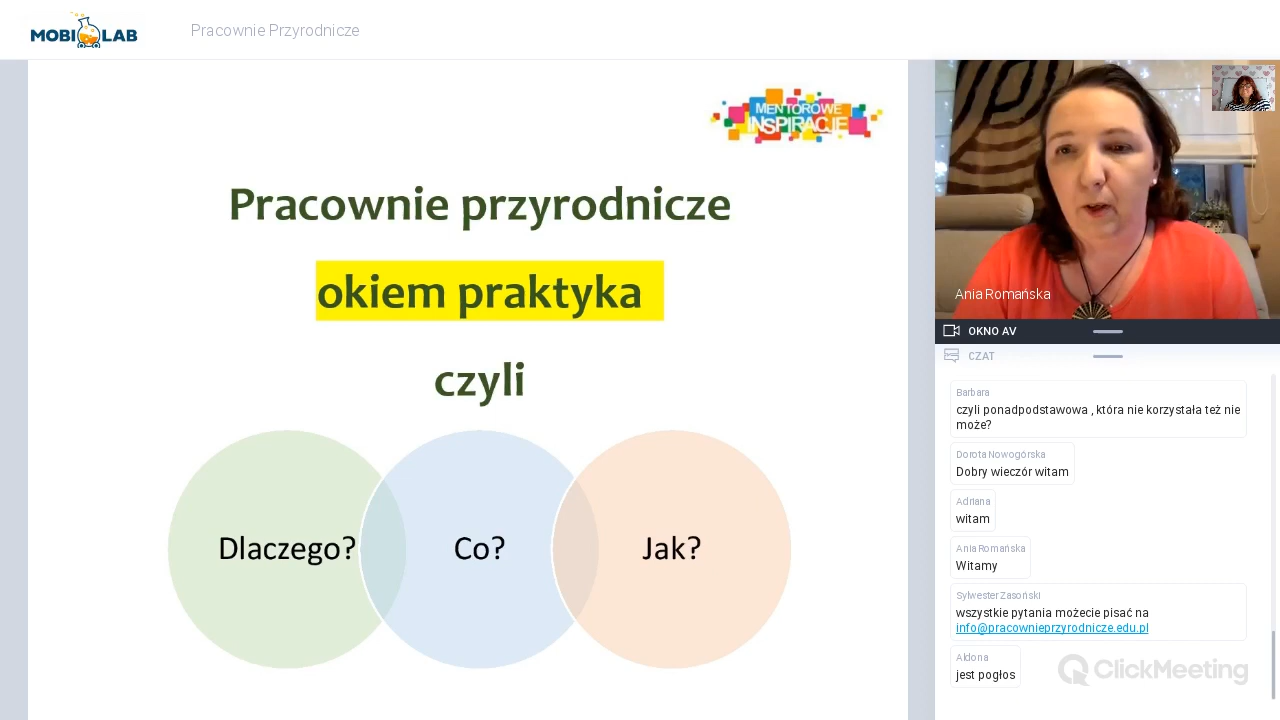 MOBI LAB
Pracownie Przyrodnicze
MENTOROWE
INSPIRACJE
Pracownie przyrodnicze
okiem praktyka
czyli
Dlaczego?
Co?
Jak?
Ania Romańska
OKNO AV
CZAT
Barbara
czyli ponadpodstawowa , która nie korzystała też nie
może?
Dorota Nowogórska
Dobry wieczór witam
Adriana
witam
Ania Romańska
Witamy
Sylwester Zasoński
wszystkie pytania możecie pisać na
info@pracownieprzyrodnicze.edu.pl
Aldona
jest pogłos
ClickMeeting